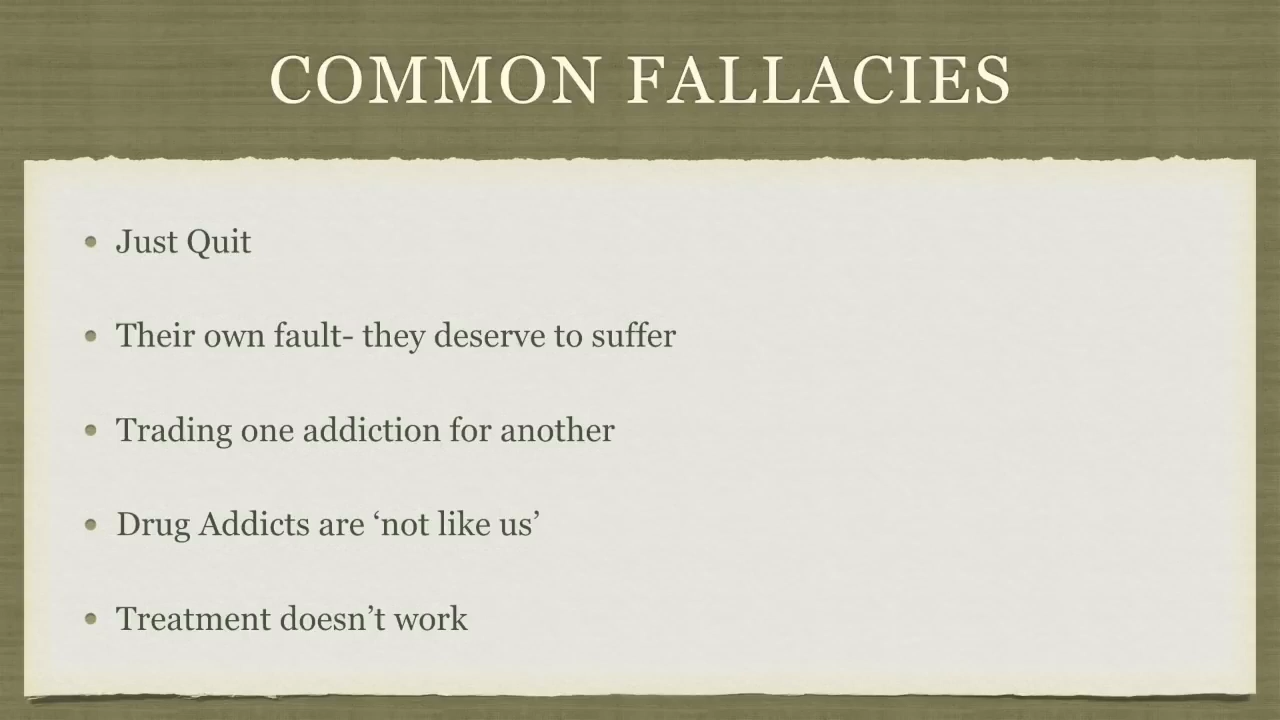 COMMON FALLACIES
Just Quit
Their own fault- they deserve to suffer
Trading one addiction for another
Drug Addicts are ‘not like us’
Treatment doesn’t work